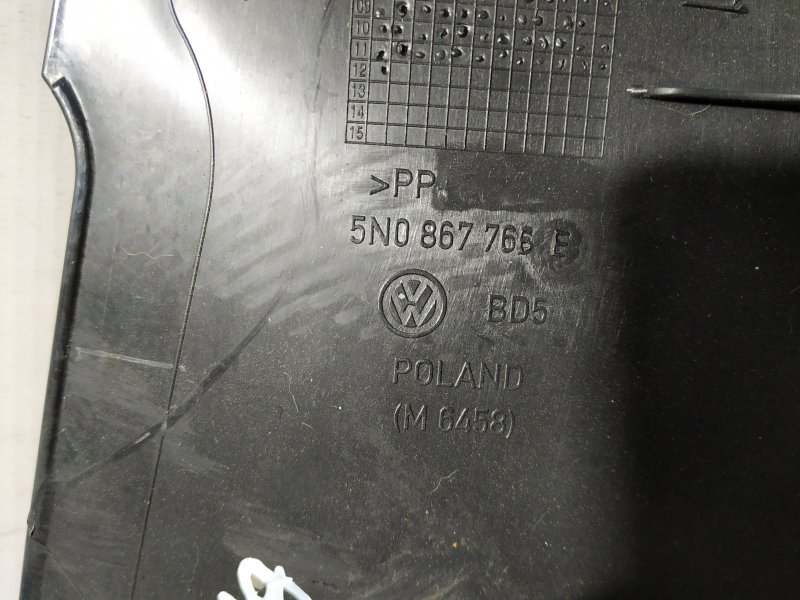 09
10
11
12
13
14
15
>PP
5N0 867 766 E
VW BD5
POLAND
(M 6458)